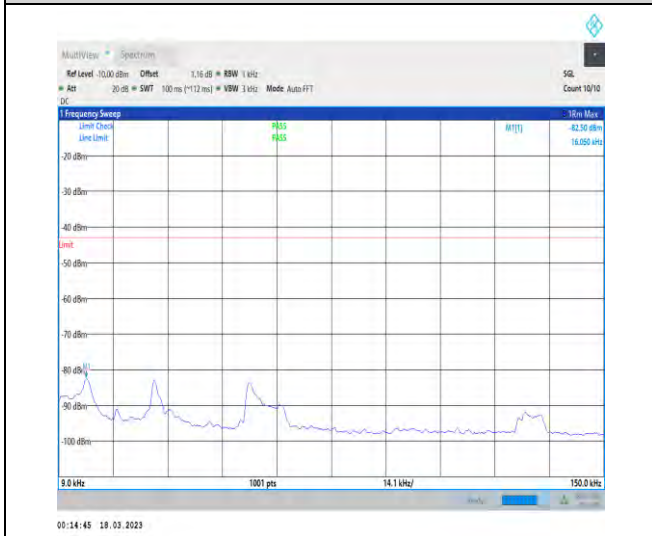 MultiView Spectrum
Ref Level -10.00 dBm Offset 1.16 dB RBW 1 kHz SGL
Att 20 dB SWT 100 ms (~112 ms) VBW 3 kHz Mode Auto FFT Count 10/10
DC
1 Frequency Sweep 1Rm Max
Limit Check PASS M1[1] -82.50 dBm
Line Limit PASS 16.050 kHz
-20 dBm
-30 dBm
-40 dBm
Limit
-50 dBm
-60 dBm
-70 dBm
-80 dBm
M1
-90 dBm
-100 dBm
9.0 kHz 1001 pts 14.1 kHz/ 150.0 kHz
00:14:45 18.03.2023